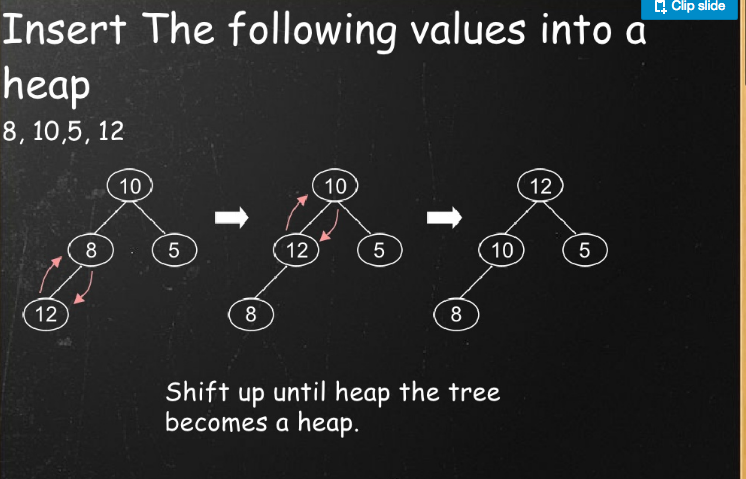 Clip slide
Insert The following values into a
heap
8, 10,5, 12
10
8
5
12
10
12
5
8
12
10
5
8
Shift up until heap the tree
becomes a heap.